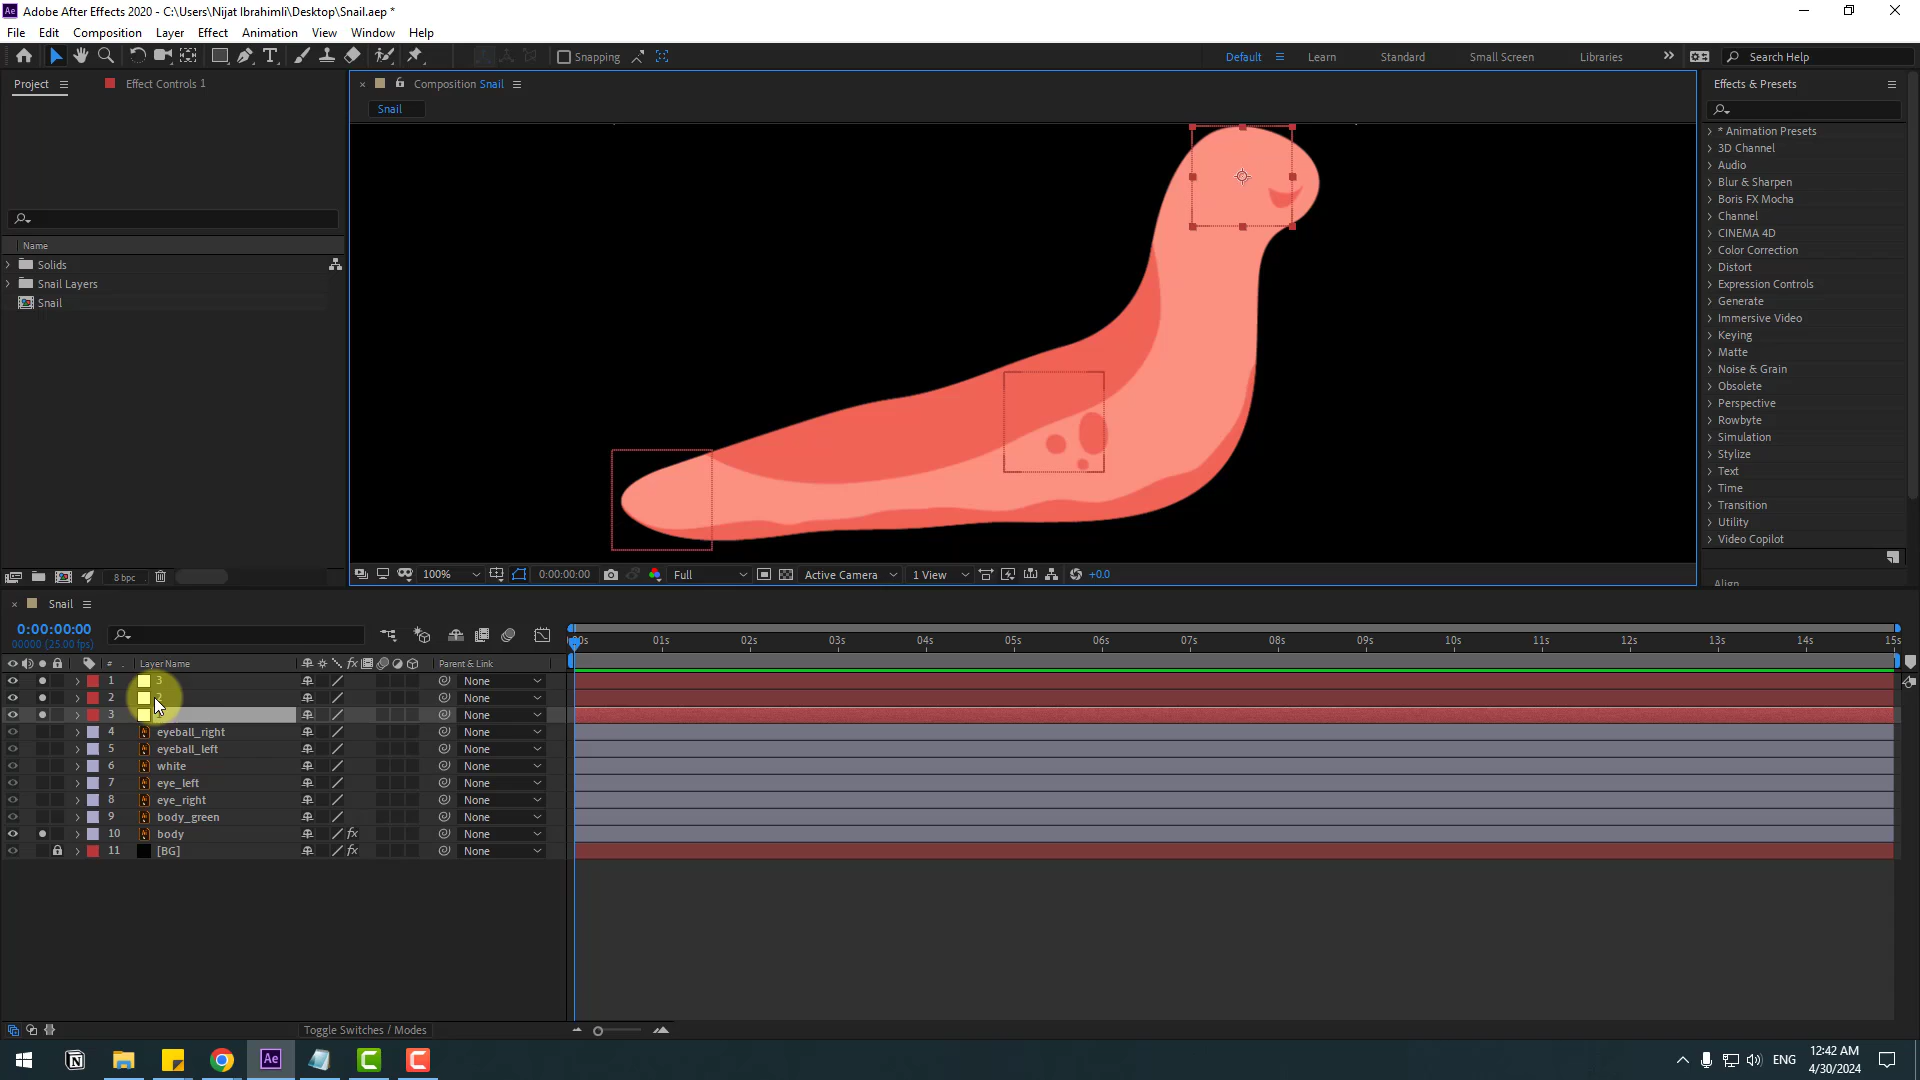 Adobe After Effects 2020 - C:\Users\Nijat Ibrahimli\Desktop\Snail.aep *
File Edit Composition Layer Effect Animation View Window Help
Snapping
Default Learn Standard Small Screen Libraries
Search Help
Project
Effect Controls 1
Composition Snail
Snail
Name
Solids
Snail Layers
Snail
8 bpc
100% 0:00:00:00 Full Active Camera 1 View +0.0
Effects & Presets
* Animation Presets
3D Channel
Audio
Blur & Sharpen
Boris FX Mocha
Channel
CINEMA 4D
Color Correction
Distort
Expression Controls
Generate
Immersive Video
Keying
Matte
Noise & Grain
Obsolete
Perspective
Rowbyte
Simulation
Stylize
Text
Time
Transition
Utility
Video Copilot
Align
Snail
0:00:00:00
00000 (25.00 fps)
01s 02s 03s 04s 05s 06s 07s 08s 09s 10s 11s 12s 13s 14s 15s
# Layer Name Parent & Link
1 3 None
2 2 None
3 None
4 eyeball_right None
5 eyeball_left None
6 white None
7 eye_left None
8 eye_right None
9 body_green None
10 body fx None
11 [BG] fx None
Toggle Switches / Modes
ENG
12:42 AM
4/30/2024